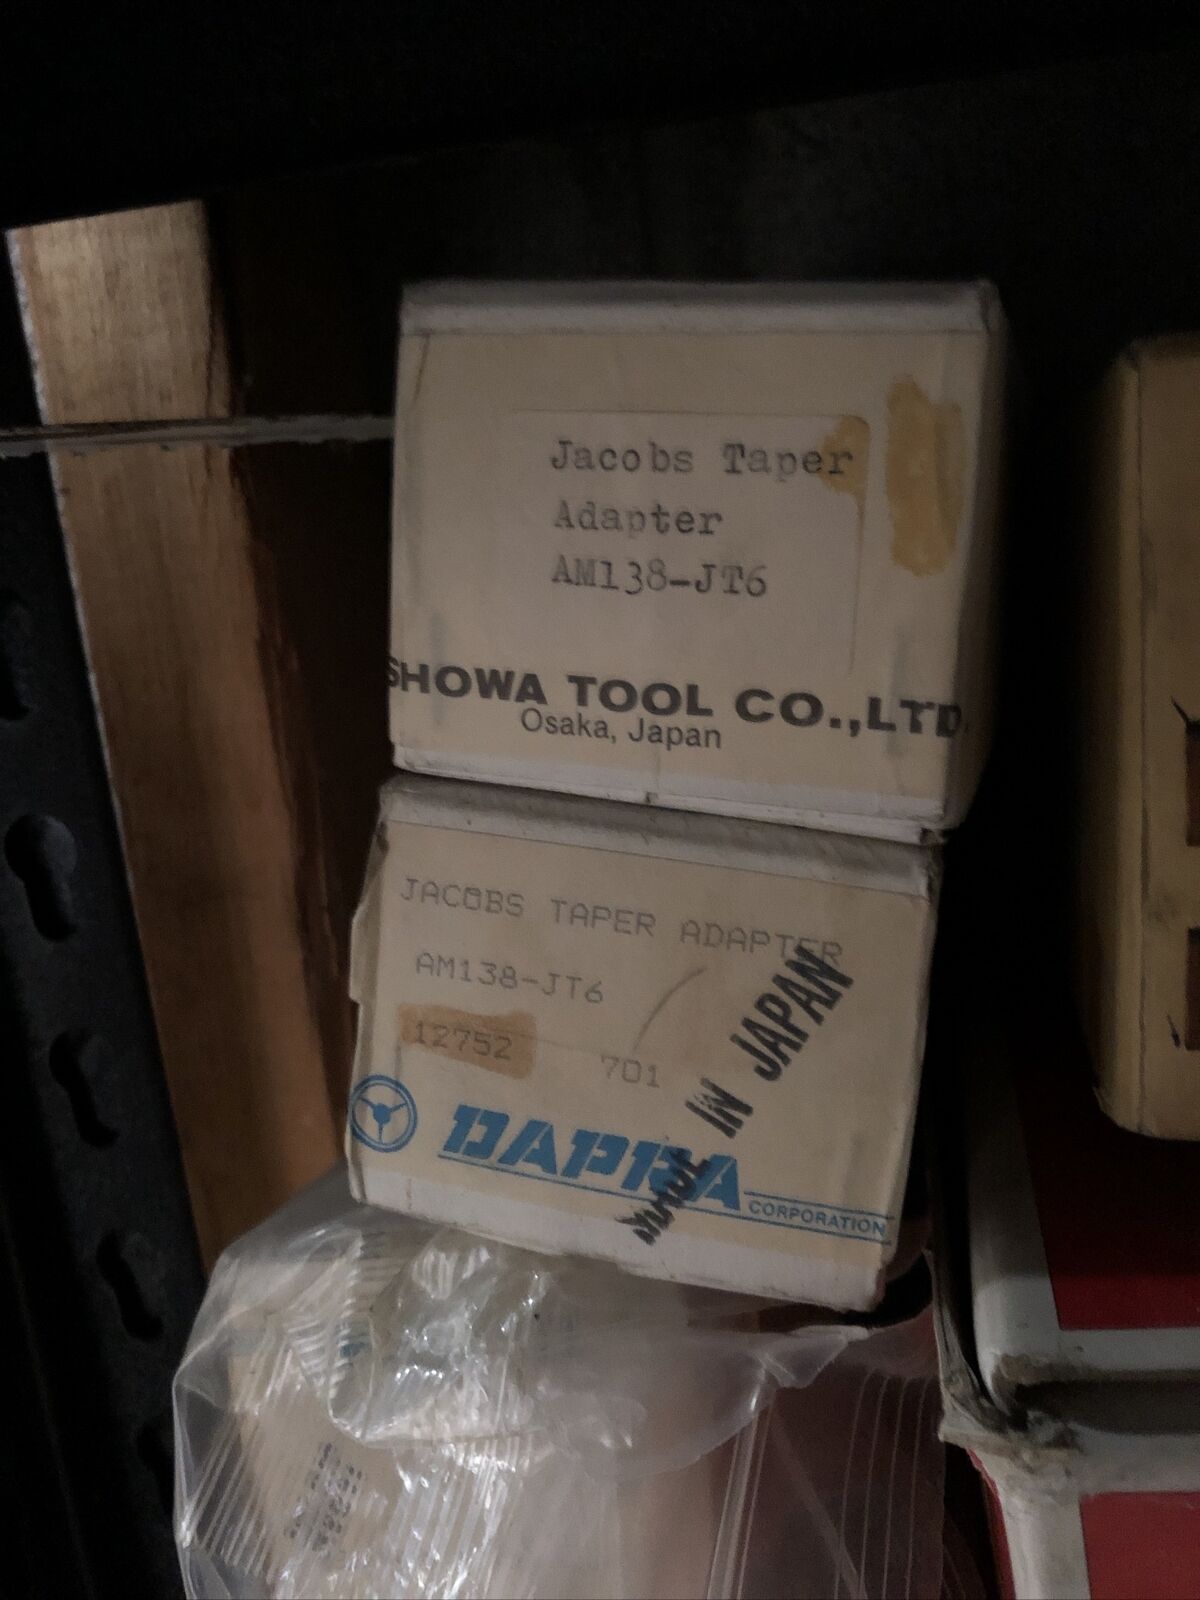 Jacobs Taper
Adapter
AM138-JT6
SHOWA TOOL CO.,LTD.
Osaka, Japan
JACOBS TAPER ADAPTER
AM138-JT6
12752 701
IN JAPAN
DAPRA
CORPORATION